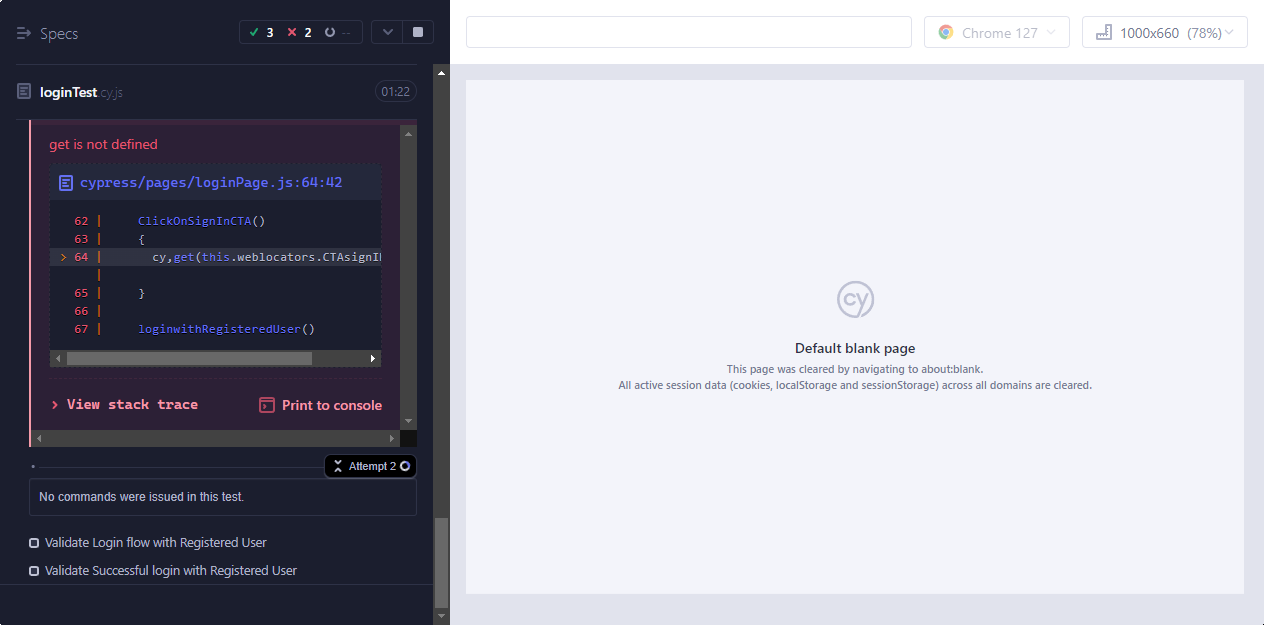 Specs
3 2 --
Chrome 127
1000x660 (78%)
loginTest.cy.js
01:22
get is not defined
cypress/pages/loginPage.js:64:42
62 | ClickOnSignInCTA()
63 | {
> 64 | cy,get(this.weblocators.CTAsignI
|
65 | }
66 |
67 | loginwithRegisteredUser()
> View stack trace
Print to console
Attempt 2
No commands were issued in this test.
Validate Login flow with Registered User
Validate Successful login with Registered User
cy
Default blank page
This page was cleared by navigating to about:blank.
All active session data (cookies, localStorage and sessionStorage) across all domains are cleared.